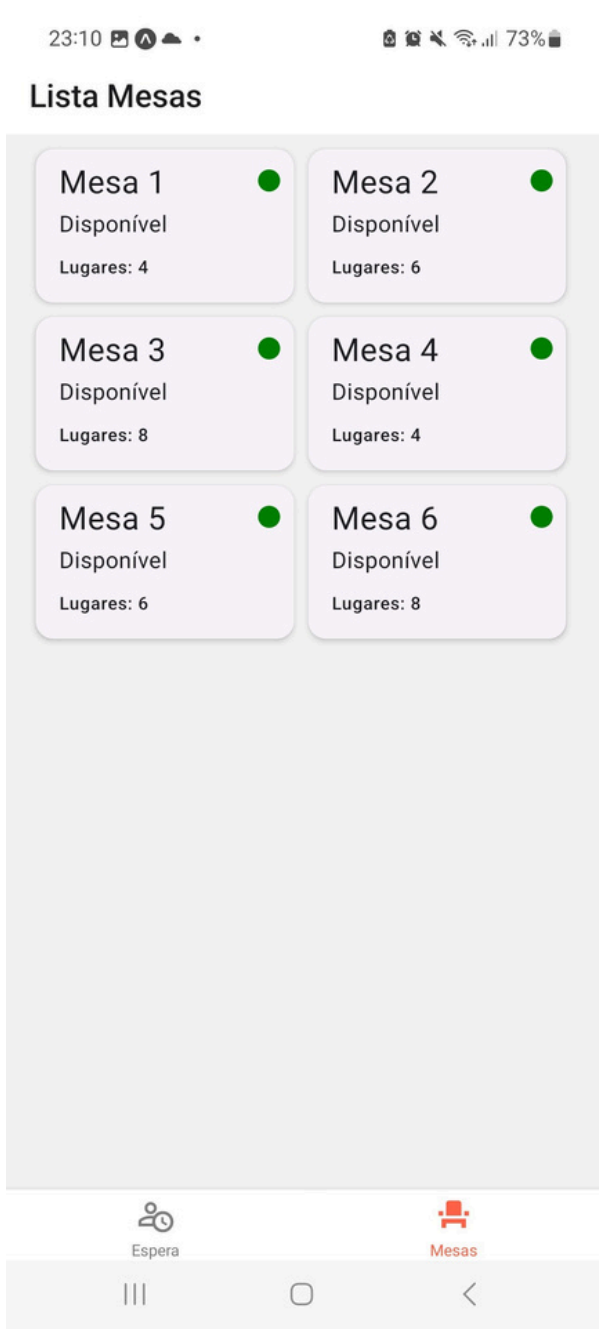 23:10
73%
Lista Mesas
Mesa 1
Disponível
Lugares: 4
Mesa 2
Disponível
Lugares: 6
Mesa 3
Disponível
Lugares: 8
Mesa 4
Disponível
Lugares: 4
Mesa 5
Disponível
Lugares: 6
Mesa 6
Disponível
Lugares: 8
Espera
Mesas